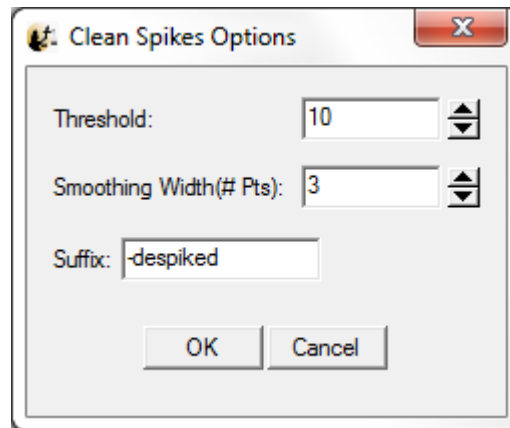 Clean Spikes Options
Threshold: 10
Smoothing Width(# Pts): 3
Suffix: -despiked
OK Cancel